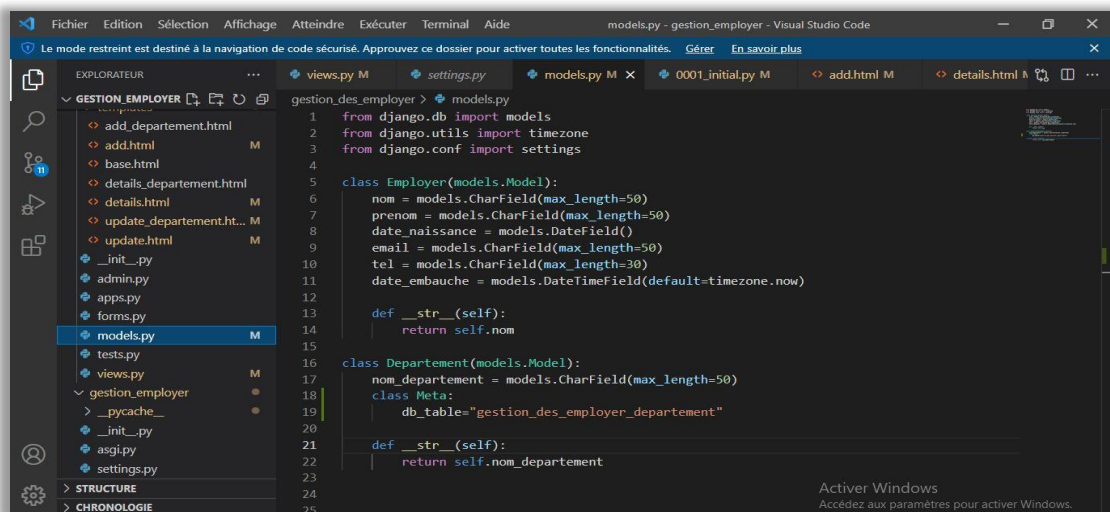 Fichier Edition Sélection Affichage Atteindre Exécuter Terminal Aide models.py - gestion_employer - Visual Studio Code
Le mode restreint est destiné à la navigation de code sécurisé. Approuvez ce dossier pour activer toutes les fonctionnalités. Gérer En savoir plus
EXPLORATEUR
views.py M settings.py models.py M 0001_initial.py M add.html M details.html
GESTION_EMPLOYER
templates
add_departement.html
add.html M
base.html
details_departement.html
details.html M
update_departement.ht... M
update.html M
__init__.py
admin.py
apps.py
forms.py
models.py M
tests.py
views.py M
gestion_employer
__pycache__
__init__.py
asgi.py
settings.py
STRUCTURE
CHRONOLOGIE
11
gestion_des_employer > models.py
1 from django.db import models
2 from django.utils import timezone
3 from django.conf import settings
4
5 class Employer(models.Model):
6 nom = models.CharField(max_length=50)
7 prenom = models.CharField(max_length=50)
8 date_naissance = models.DateField()
9 email = models.CharField(max_length=50)
10 tel = models.CharField(max_length=30)
11 date_embauche = models.DateTimeField(default=timezone.now)
12
13 def __str__(self):
14 return self.nom
15
16 class Departement(models.Model):
17 nom_departement = models.CharField(max_length=50)
18 class Meta:
19 db_table="gestion_des_employer_departement"
20
21 def __str__(self):
22 return self.nom_departement
23
24
25
Activer Windows
Accédez aux paramètres pour activer Windows.